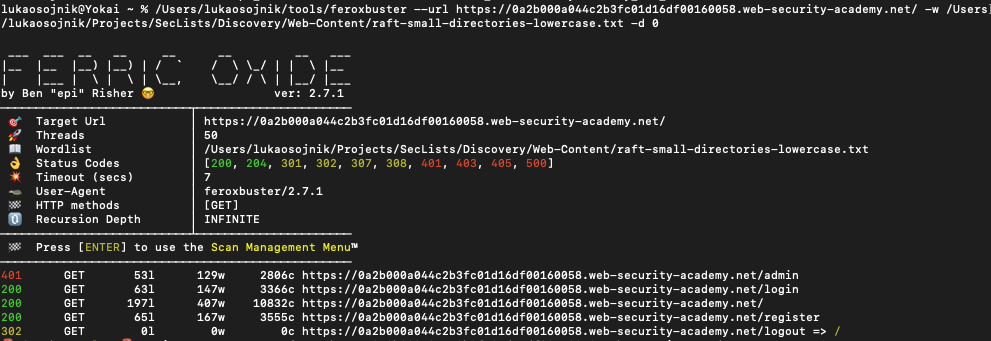 lukaosojnik@Yokai ~ % /Users/lukaosojnik/tools/feroxbuster --url https://0a2b000a044c2b3fc01d16df00160058.web-security-academy.net/ -w /Users
/lukaosojnik/Projects/SecLists/Discovery/Web-Content/raft-small-directories-lowercase.txt -d 0
FERRIC OXIDE
by Ben "epi" Risher 🤓 ver: 2.7.1
🎯 Target Url │ https://0a2b000a044c2b3fc01d16df00160058.web-security-academy.net/
🚀 Threads │ 50
📖 Wordlist │ /Users/lukaosojnik/Projects/SecLists/Discovery/Web-Content/raft-small-directories-lowercase.txt
👌 Status Codes │ [200, 204, 301, 302, 307, 308, 401, 403, 405, 500]
💥 Timeout (secs) │ 7
🦡 User-Agent │ feroxbuster/2.7.1
🏁 HTTP methods │ [GET]
🔃 Recursion Depth │ INFINITE
🏁 Press [ENTER] to use the Scan Management Menu™
401 GET 53l 129w 2806c https://0a2b000a044c2b3fc01d16df00160058.web-security-academy.net/admin
200 GET 63l 147w 3366c https://0a2b000a044c2b3fc01d16df00160058.web-security-academy.net/login
200 GET 197l 407w 10832c https://0a2b000a044c2b3fc01d16df00160058.web-security-academy.net/
200 GET 65l 167w 3555c https://0a2b000a044c2b3fc01d16df00160058.web-security-academy.net/register
302 GET 0l 0w 0c https://0a2b000a044c2b3fc01d16df00160058.web-security-academy.net/logout => /